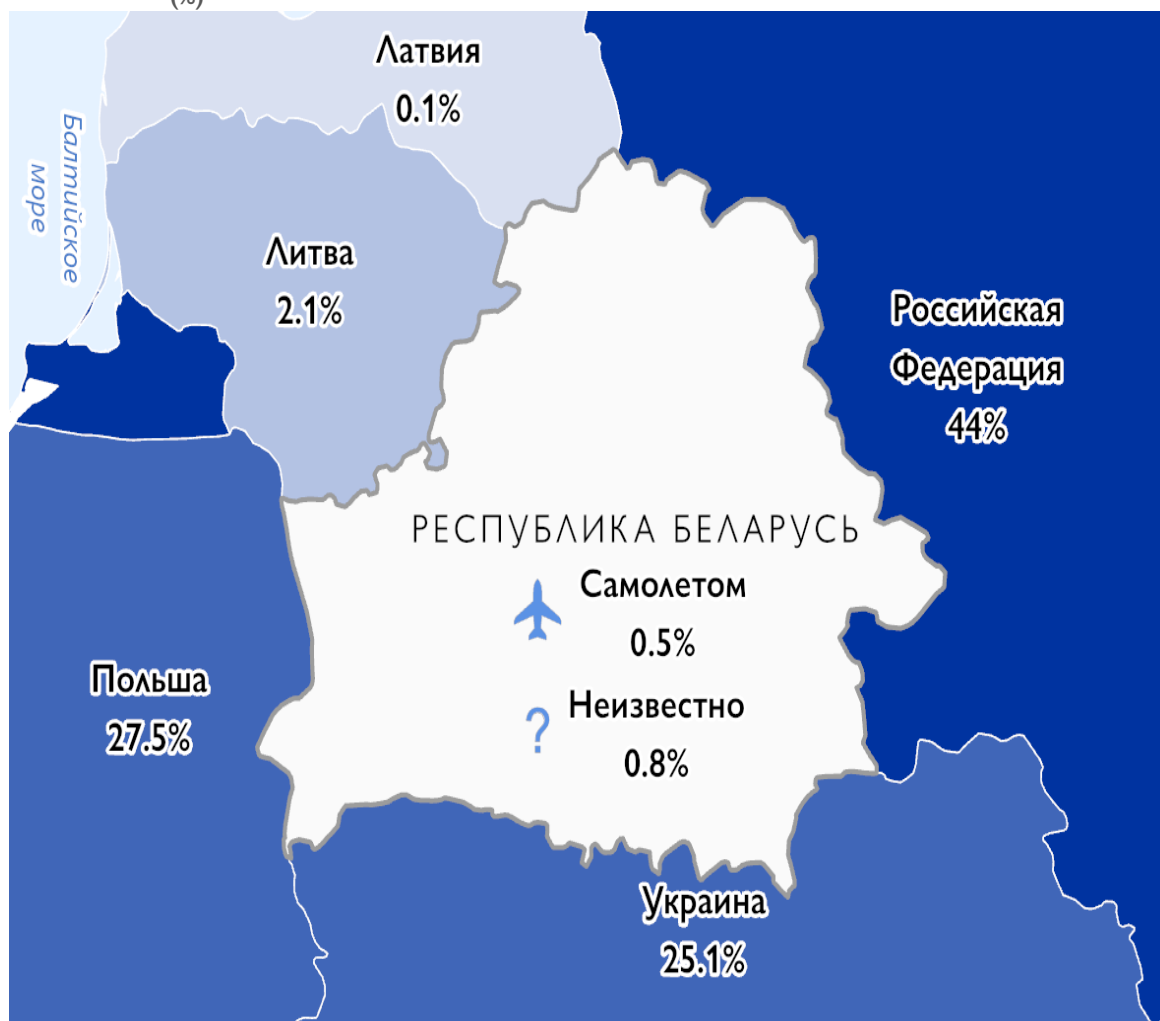 (%)
Латвия
0.1%
Балтийское
море
Литва
2.1%
Российская
Федерация
44%
РЕСПУБЛИКА БЕЛАРУСЬ
Самолетом
0.5%
Польша
27.5%
?
Неизвестно
0.8%
Украина
25.1%